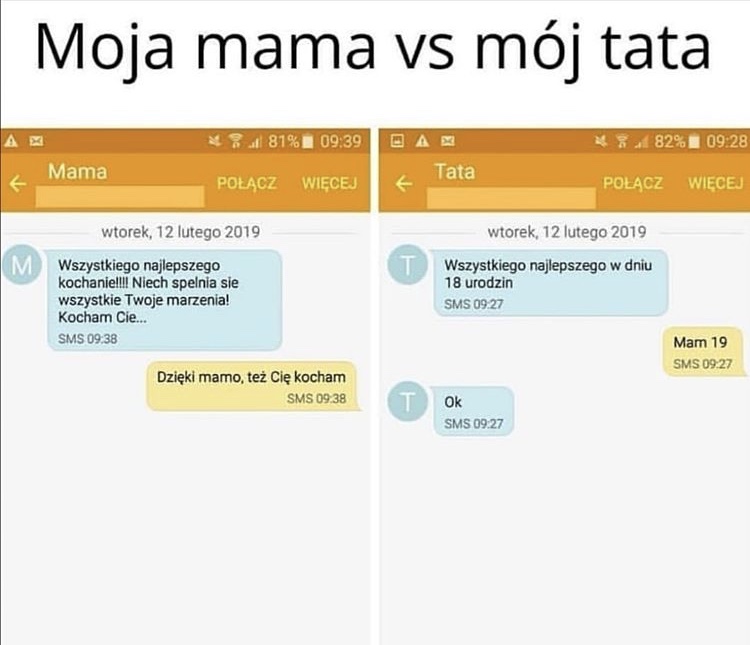 Moja mama vs mój tata
81% 09:39
Mama
POŁĄCZ WIĘCEJ
wtorek, 12 lutego 2019
M
Wszystkiego najlepszego
kochanie!!!! Niech spelnia sie
wszystkie Twoje marzenia!
Kocham Cie...
SMS 09:38
Dzięki mamo, też Cię kocham
SMS 09:38
82% 09:28
Tata
POŁĄCZ WIĘCEJ
wtorek, 12 lutego 2019
T
Wszystkiego najlepszego w dniu
18 urodzin
SMS 09:27
Mam 19
SMS 09:27
T
Ok
SMS 09:27